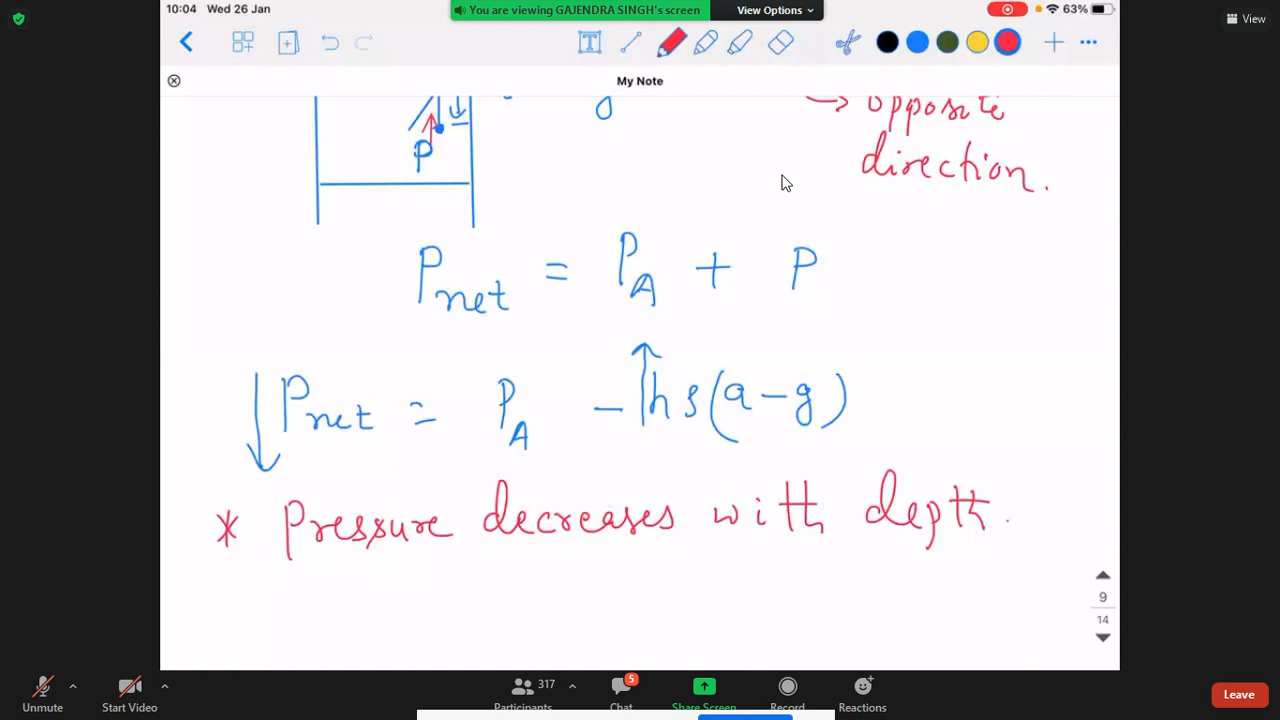 10:04 Wed 26 Jan
You are viewing GAJENDRA SINGH's screen
View Options
63%
View
My Note
→ opposite
direction.
g
P
P_net = P_A + P
↓ P_net = P_A - ↑hρ(a-g)
* Pressure decreases with depth.
9
14
Unmute
Start Video
317
Participants
5
Chat
Share Screen
Record
Reactions
Leave